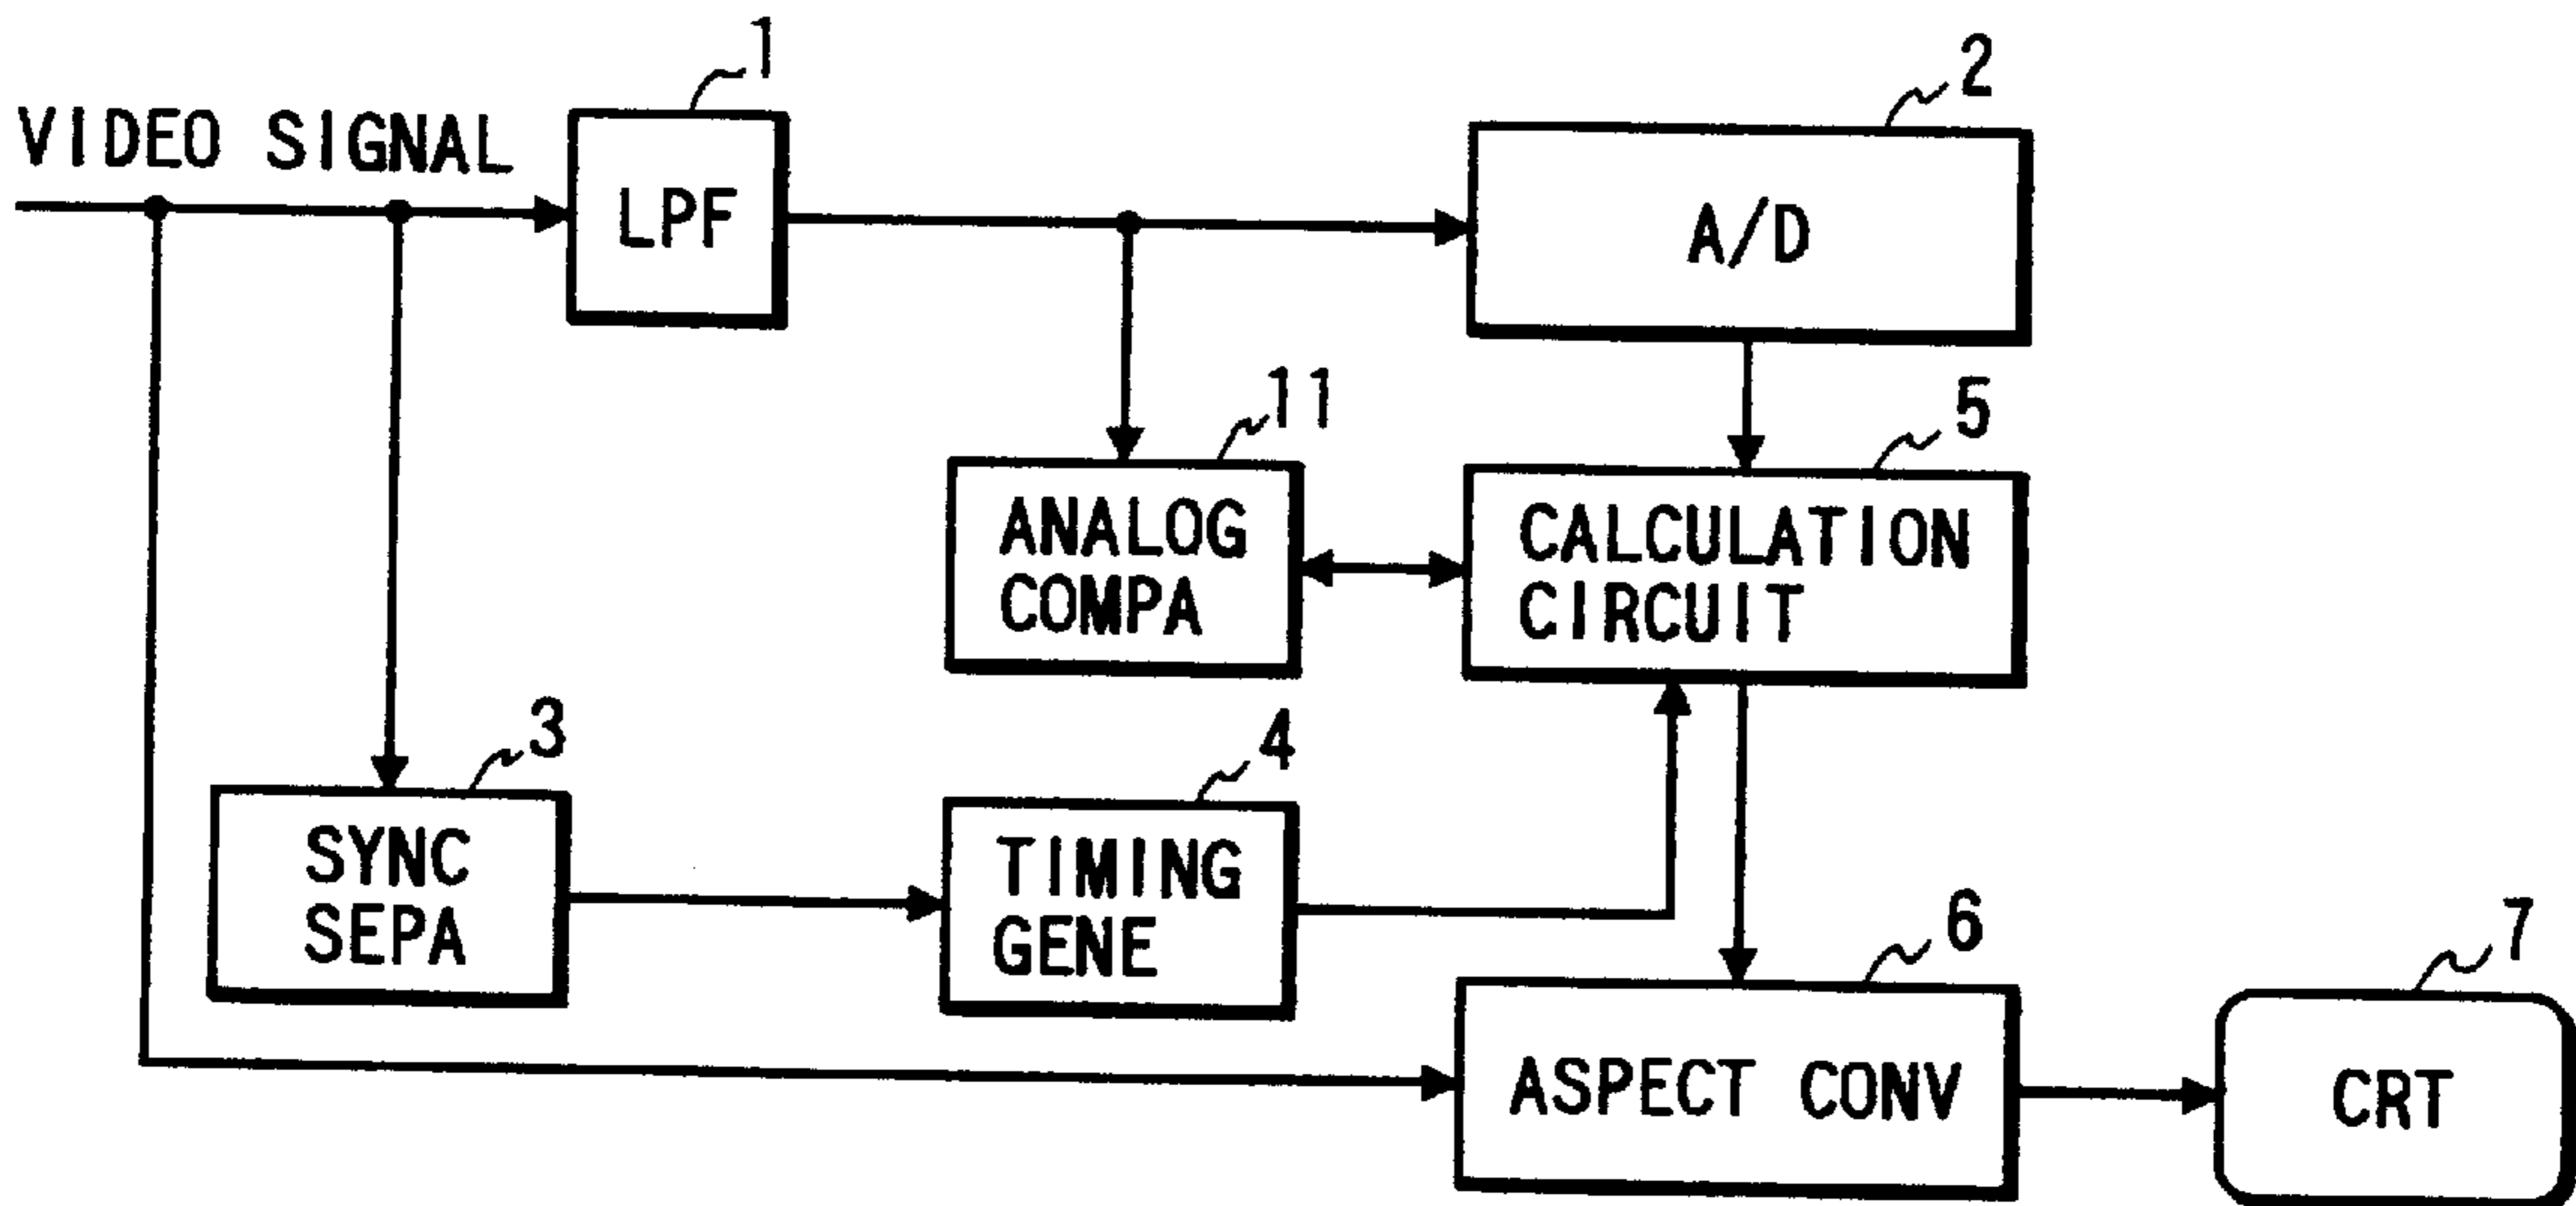 1
2
VIDEO SIGNAL
LPF
A/D
11
5
ANALOG
COMPA
CALCULATION
CIRCUIT
3
4
SYNC
SEPA
TIMING
GENE
6
7
ASPECT CONV
CRT